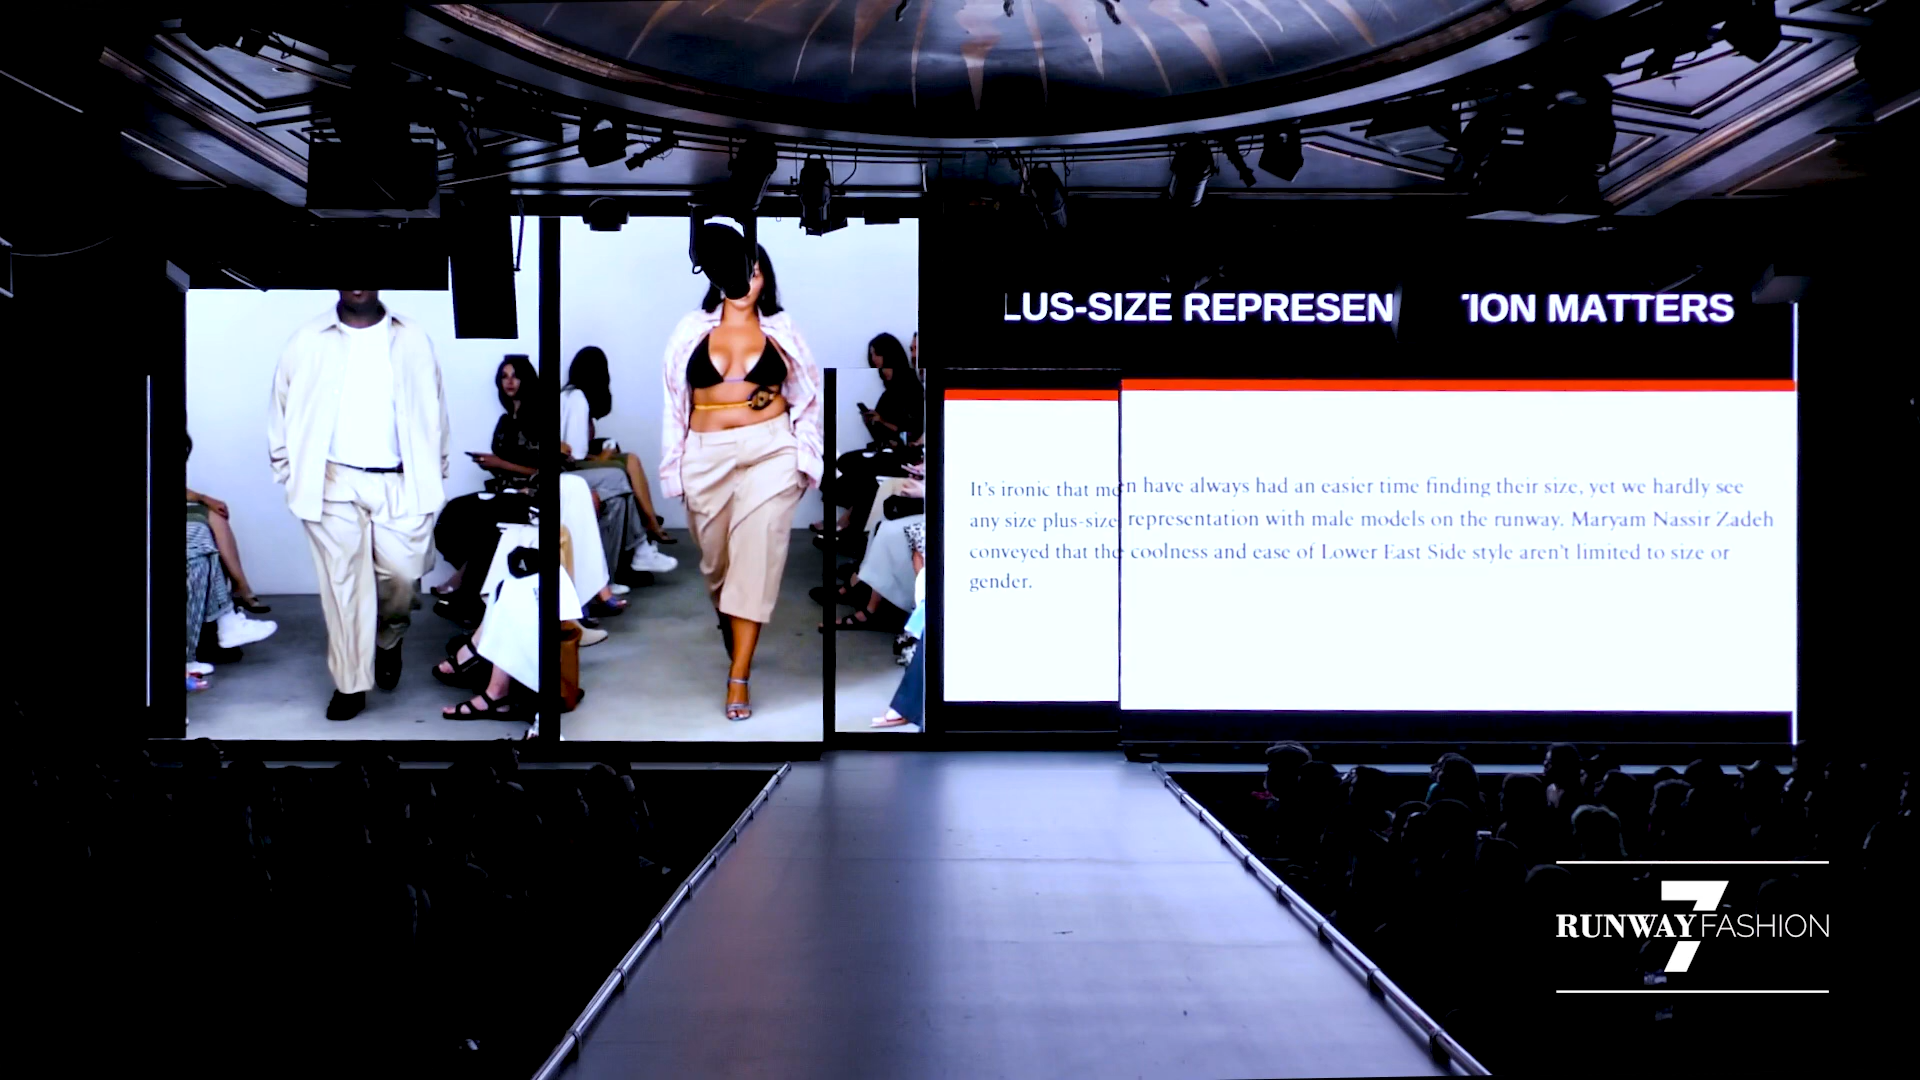 LUS-SIZE REPRESEN TION MATTERS
It's ironic that men have always had an easier time finding their size, yet we hardly see
any size plus-size representation with male models on the runway. Maryam Nassir Zadeh
conveyed that the coolness and ease of Lower East Side style aren't limited to size or
gender.
7
RUNWAY FASHION